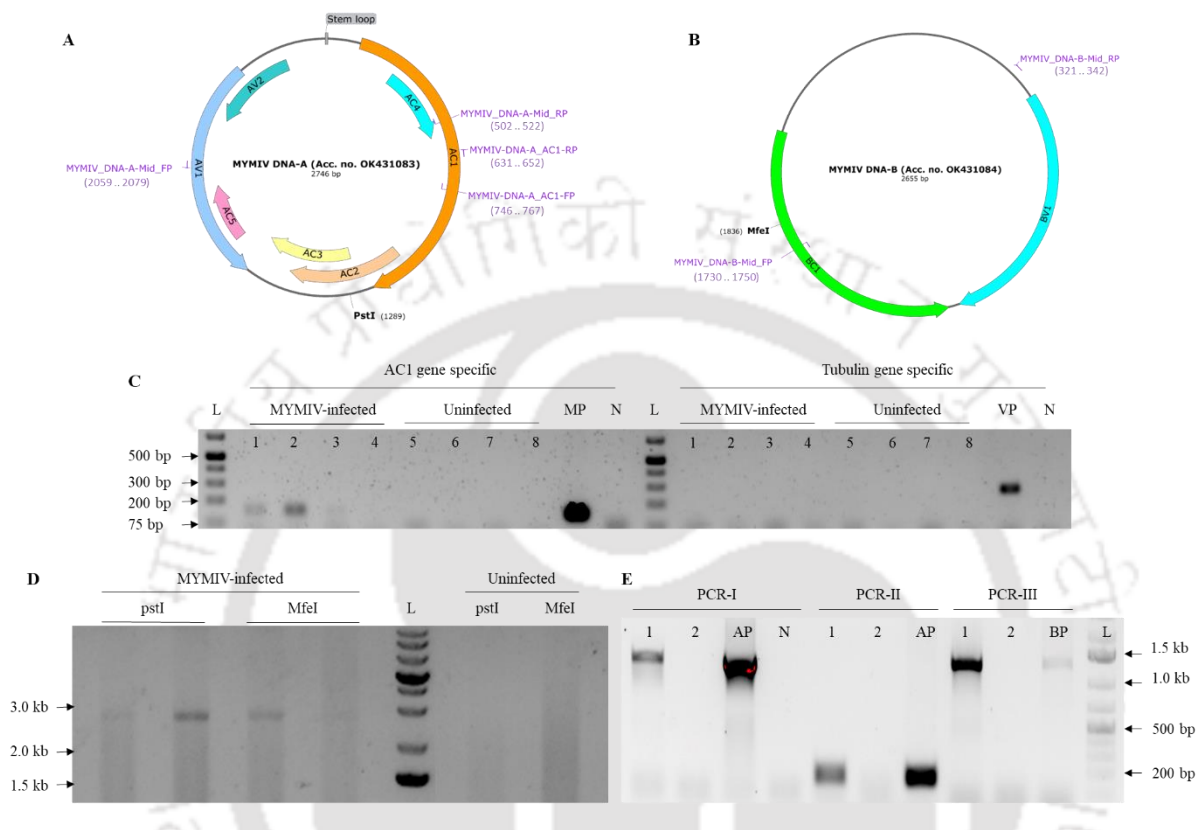 A
Stem loop
AV2
AC4
AV1
AC1
AC5
AC3
AC2
MYMIV_DNA-A-Mid_RP
(502 .. 522)
MYMIV_DNA-A_AC1-RP
(631 .. 652)
MYMIV-DNA-A_AC1-FP
(746 .. 767)
MYMIV_DNA-A-Mid_FP
(2059 .. 2079)
MYMIV DNA-A (Acc. no. OK431083)
2746 bp
PstI (1289)
B
MYMIV_DNA-B-Mid_RP
(321 .. 342)
MYMIV DNA-B (Acc. no. OK431084)
2655 bp
BV1
(1836) MfeI
BC1
MYMIV_DNA-B-Mid_FP
(1730 .. 1750)
C
AC1 gene specific Tubulin gene specific
L MYMIV-infected Uninfected MP N L MYMIV-infected Uninfected VP N
1 2 3 4 5 6 7 8 1 2 3 4 5 6 7 8
500 bp
300 bp
200 bp
75 bp
D
MYMIV-infected Uninfected
pstI MfeI L pstI MfeI
3.0 kb
2.0 kb
1.5 kb
E
PCR-I PCR-II PCR-III
1 2 AP N 1 2 AP 1 2 BP L
1.5 kb
1.0 kb
500 bp
200 bp